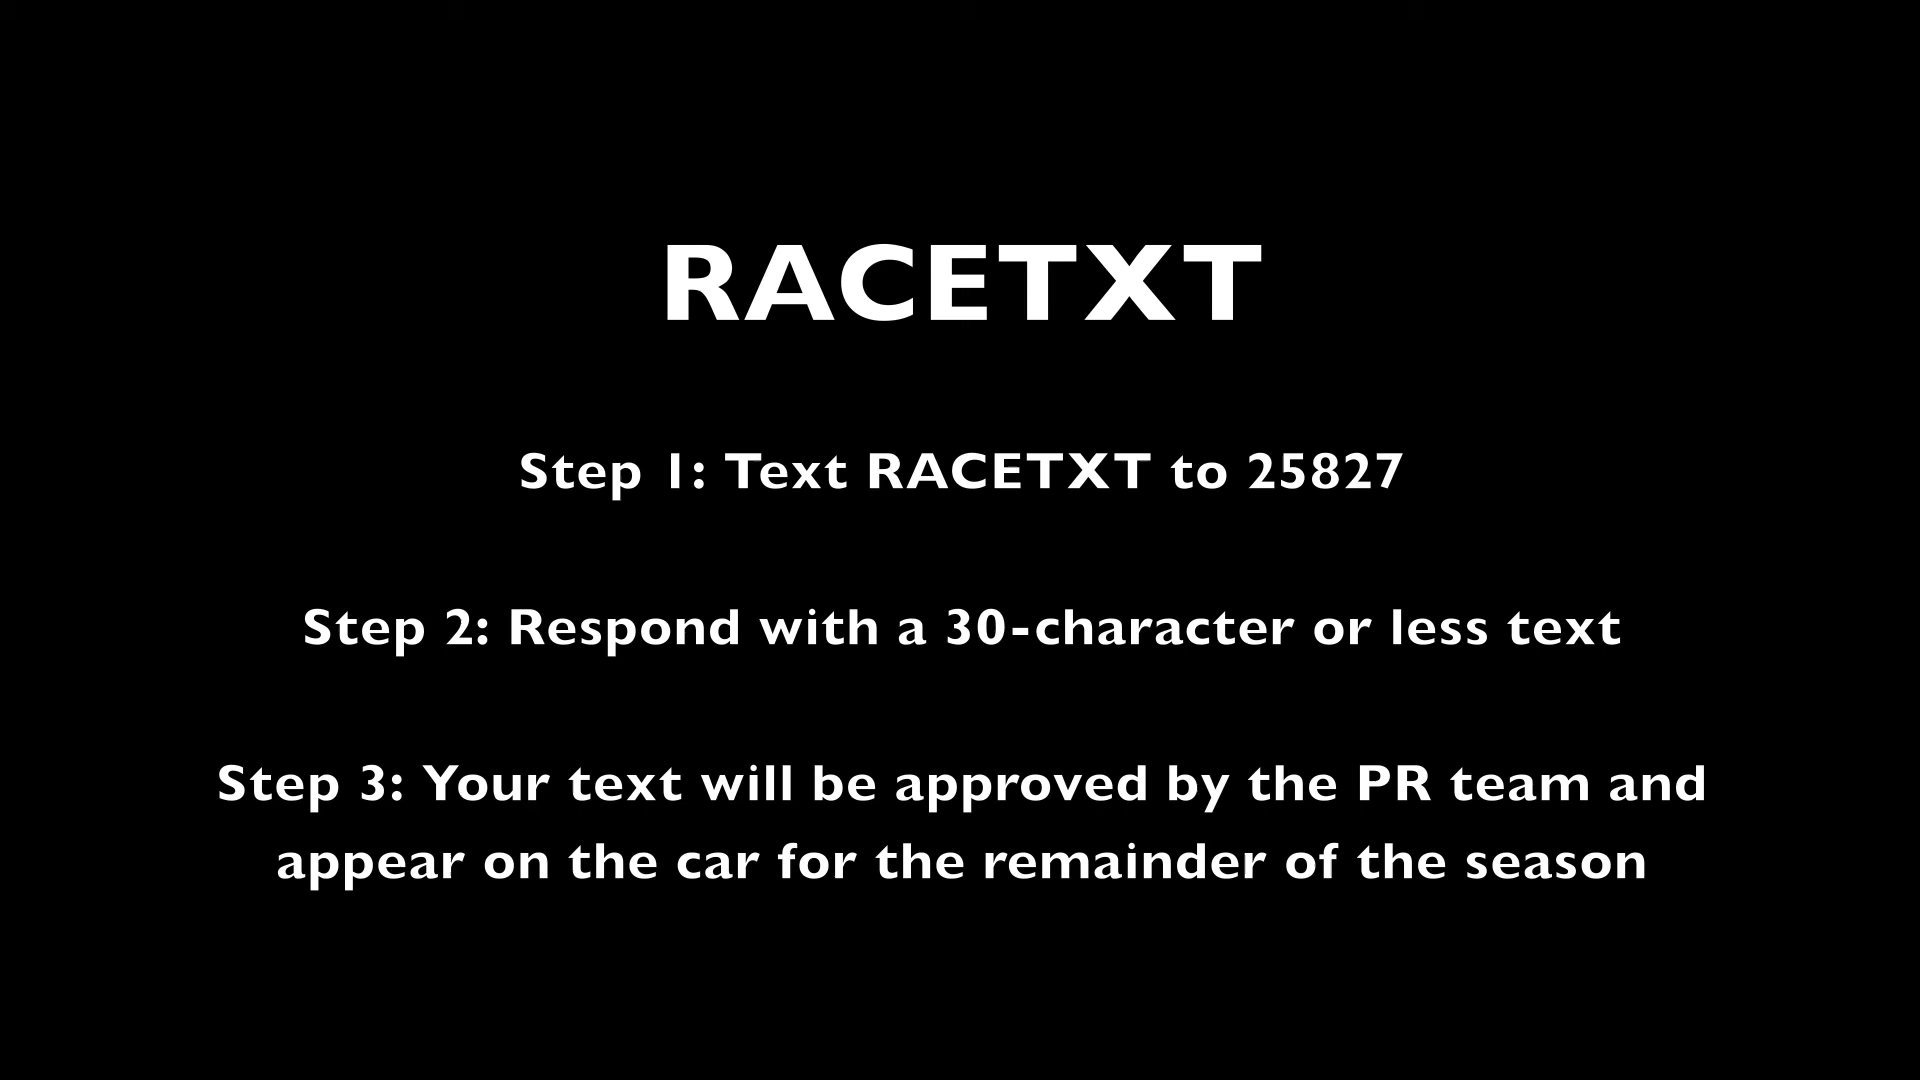 RACETXT
Step 1: Text RACETXT to 25827
Step 2: Respond with a 30-character or less text
Step 3: Your text will be approved by the PR team and
appear on the car for the remainder of the season